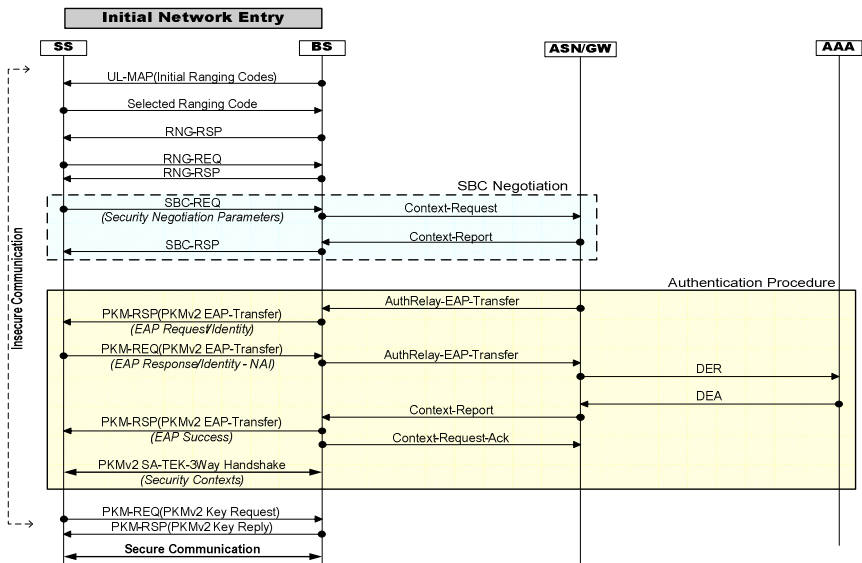 Initial Network Entry
SS
BS
ASN/GW
AAA
UL-MAP(Initial Ranging Codes)
Selected Ranging Code
RNG-RSP
RNG-REQ
RNG-RSP
SBC Negotiation
SBC-REQ
(Security Negotiation Parameters)
Context-Request
Context-Report
SBC-RSP
Insecure Communication
Authentication Procedure
AuthRelay-EAP-Transfer
PKM-RSP(PKMv2 EAP-Transfer)
(EAP Request/Identity)
PKM-REQ(PKMv2 EAP-Transfer)
(EAP Response/Identity - NAI)
AuthRelay-EAP-Transfer
DER
DEA
Context-Report
PKM-RSP(PKMv2 EAP-Transfer)
(EAP Success)
Context-Request-Ack
PKMv2 SA-TEK-3Way Handshake
(Security Contexts)
PKM-REQ(PKMv2 Key Request)
PKM-RSP(PKMv2 Key Reply)
Secure Communication